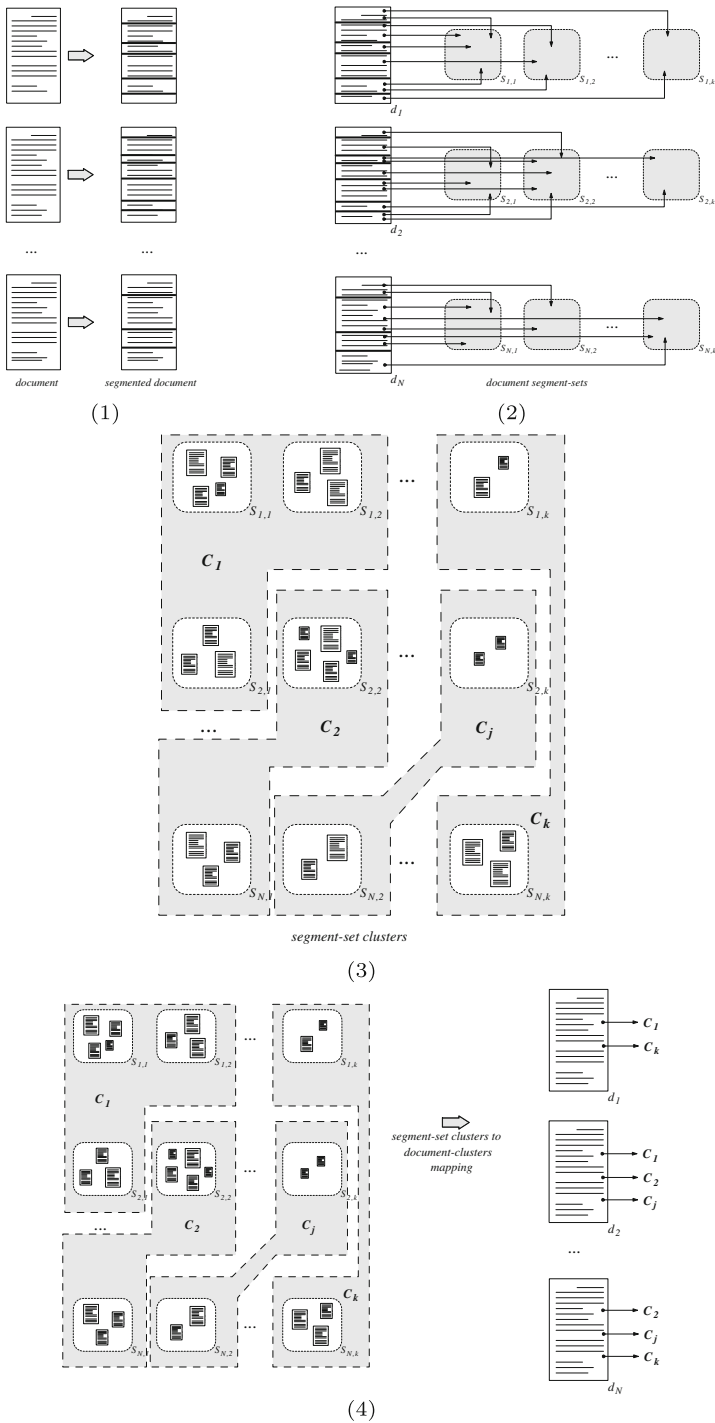 ...
document
segmented document
(1)
S1,1
S1,2
...
S1,k
d1
S2,1
S2,2
...
S2,k
d2
...
SN,1
SN,2
...
SN,k
dN
document segment-sets
(2)
S1,1
S1,2
...
S1,k
C1
S2,1
S2,2
...
S2,k
...
C2
Cj
Ck
SN,1
SN,2
...
SN,k
segment-set clusters
(3)
S1,1
S1,2
...
S1,k
C1
S2,1
S2,2
...
S2,k
...
C2
Cj
Ck
SN,1
SN,2
...
SN,k
segment-set clusters to
document-clusters
mapping
C1
Ck
d1
C1
C2
Cj
d2
...
C2
Cj
Ck
dN
(4)